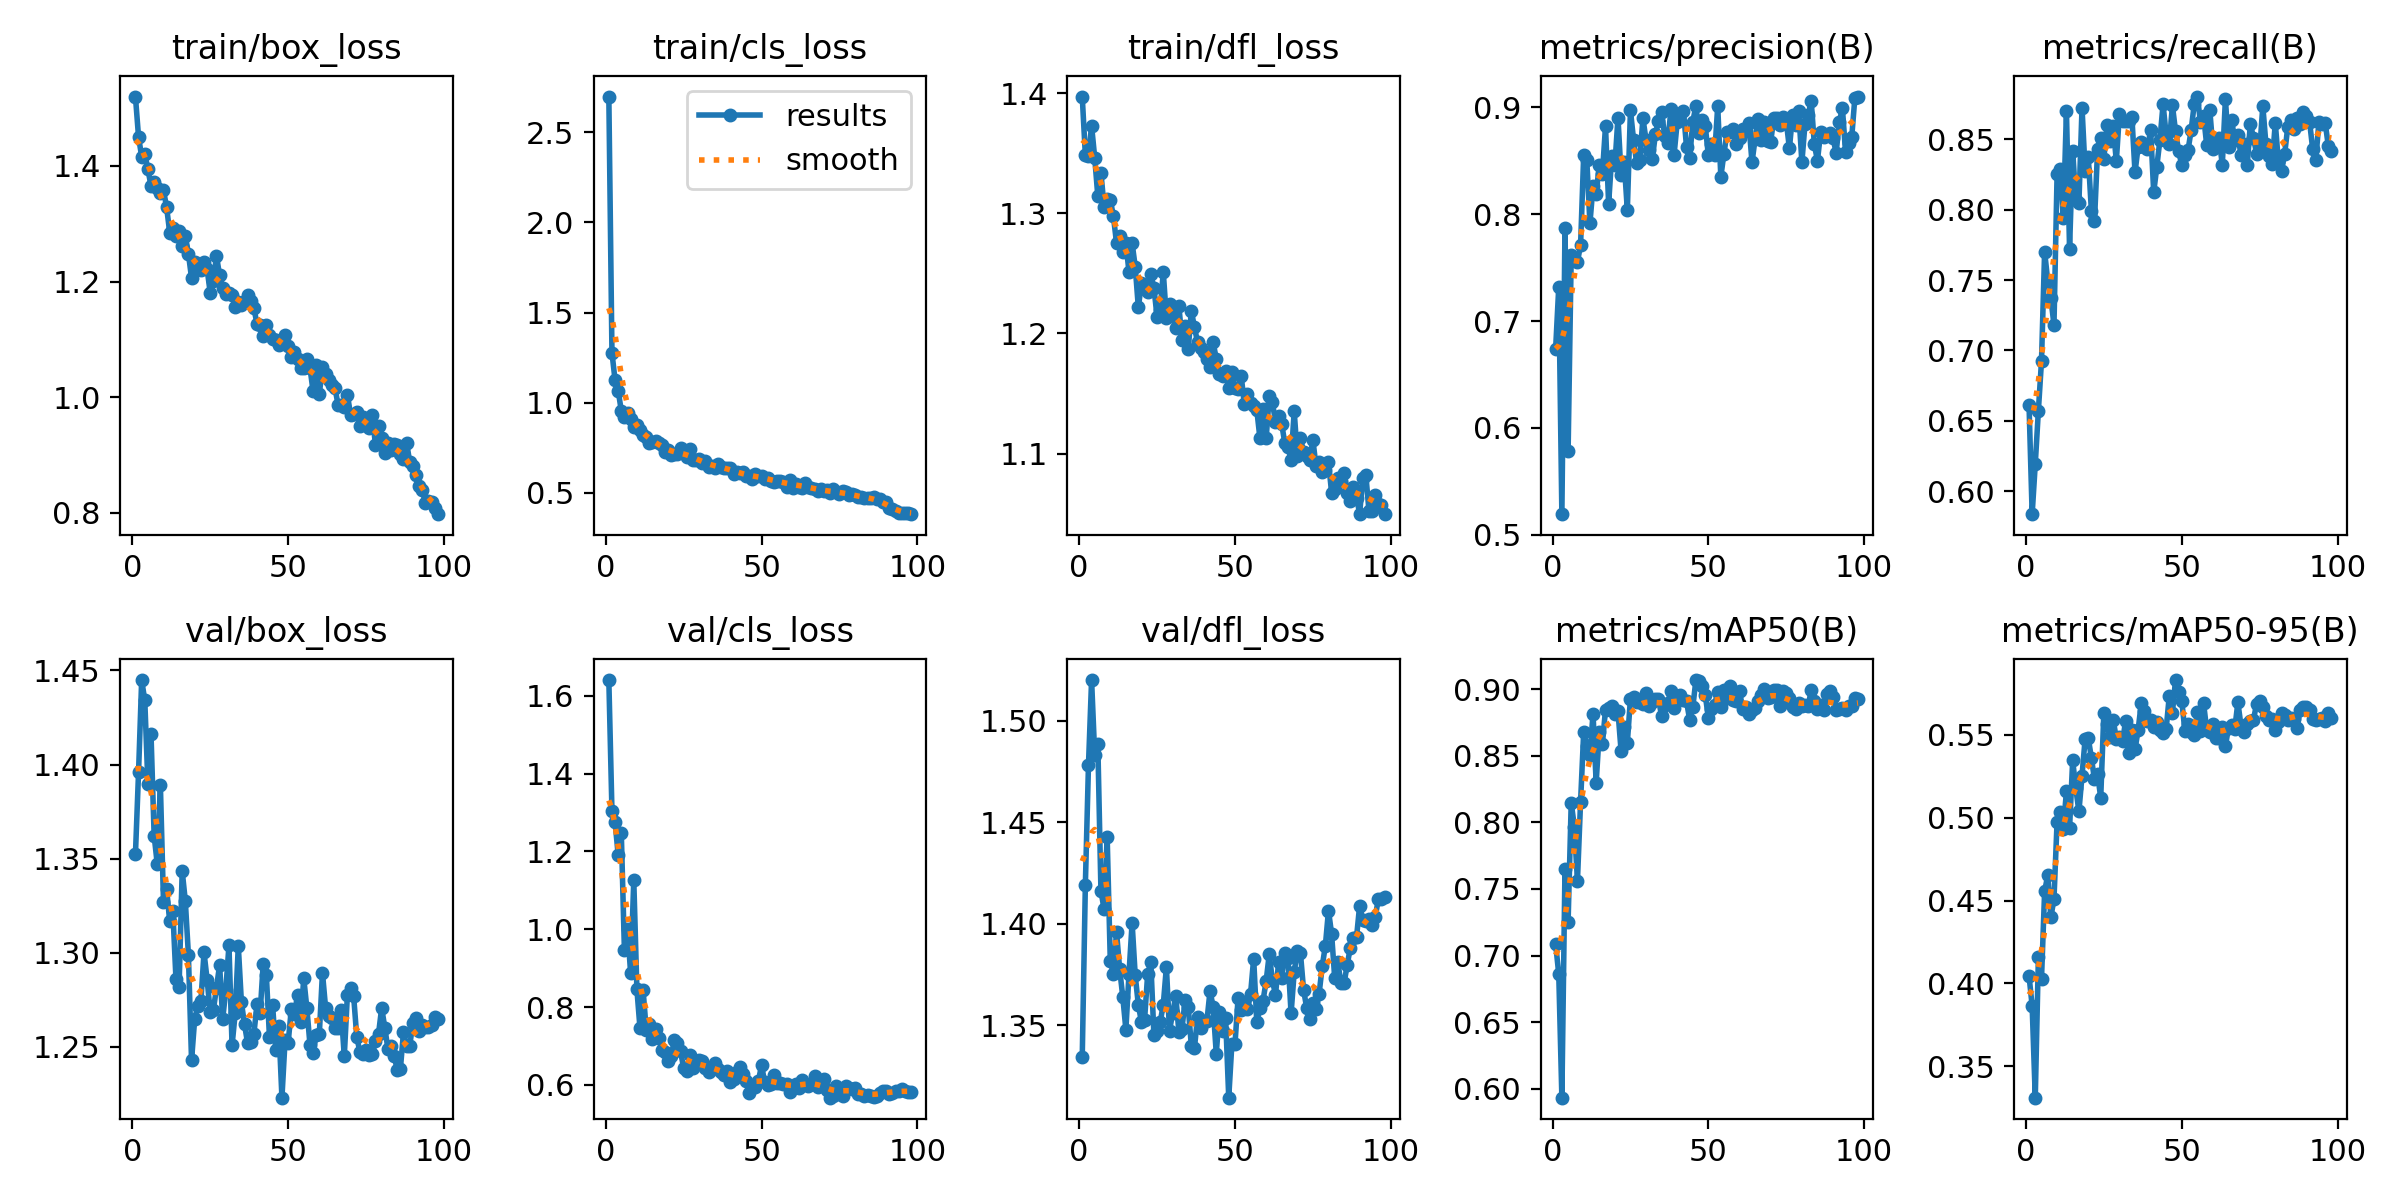 train/box_loss
1.4
1.2
1.0
0.8
0 50 100
train/cls_loss
results
smooth
2.5
2.0
1.5
1.0
0.5
0 50 100
train/dfl_loss
1.4
1.3
1.2
1.1
0 50 100
metrics/precision(B)
0.9
0.8
0.7
0.6
0.5
0 50 100
metrics/recall(B)
0.85
0.80
0.75
0.70
0.65
0.60
0 50 100
val/box_loss
1.45
1.40
1.35
1.30
1.25
0 50 100
val/cls_loss
1.6
1.4
1.2
1.0
0.8
0.6
0 50 100
val/dfl_loss
1.50
1.45
1.40
1.35
0 50 100
metrics/mAP50(B)
0.90
0.85
0.80
0.75
0.70
0.65
0.60
0 50 100
metrics/mAP50-95(B)
0.55
0.50
0.45
0.40
0.35
0 50 100